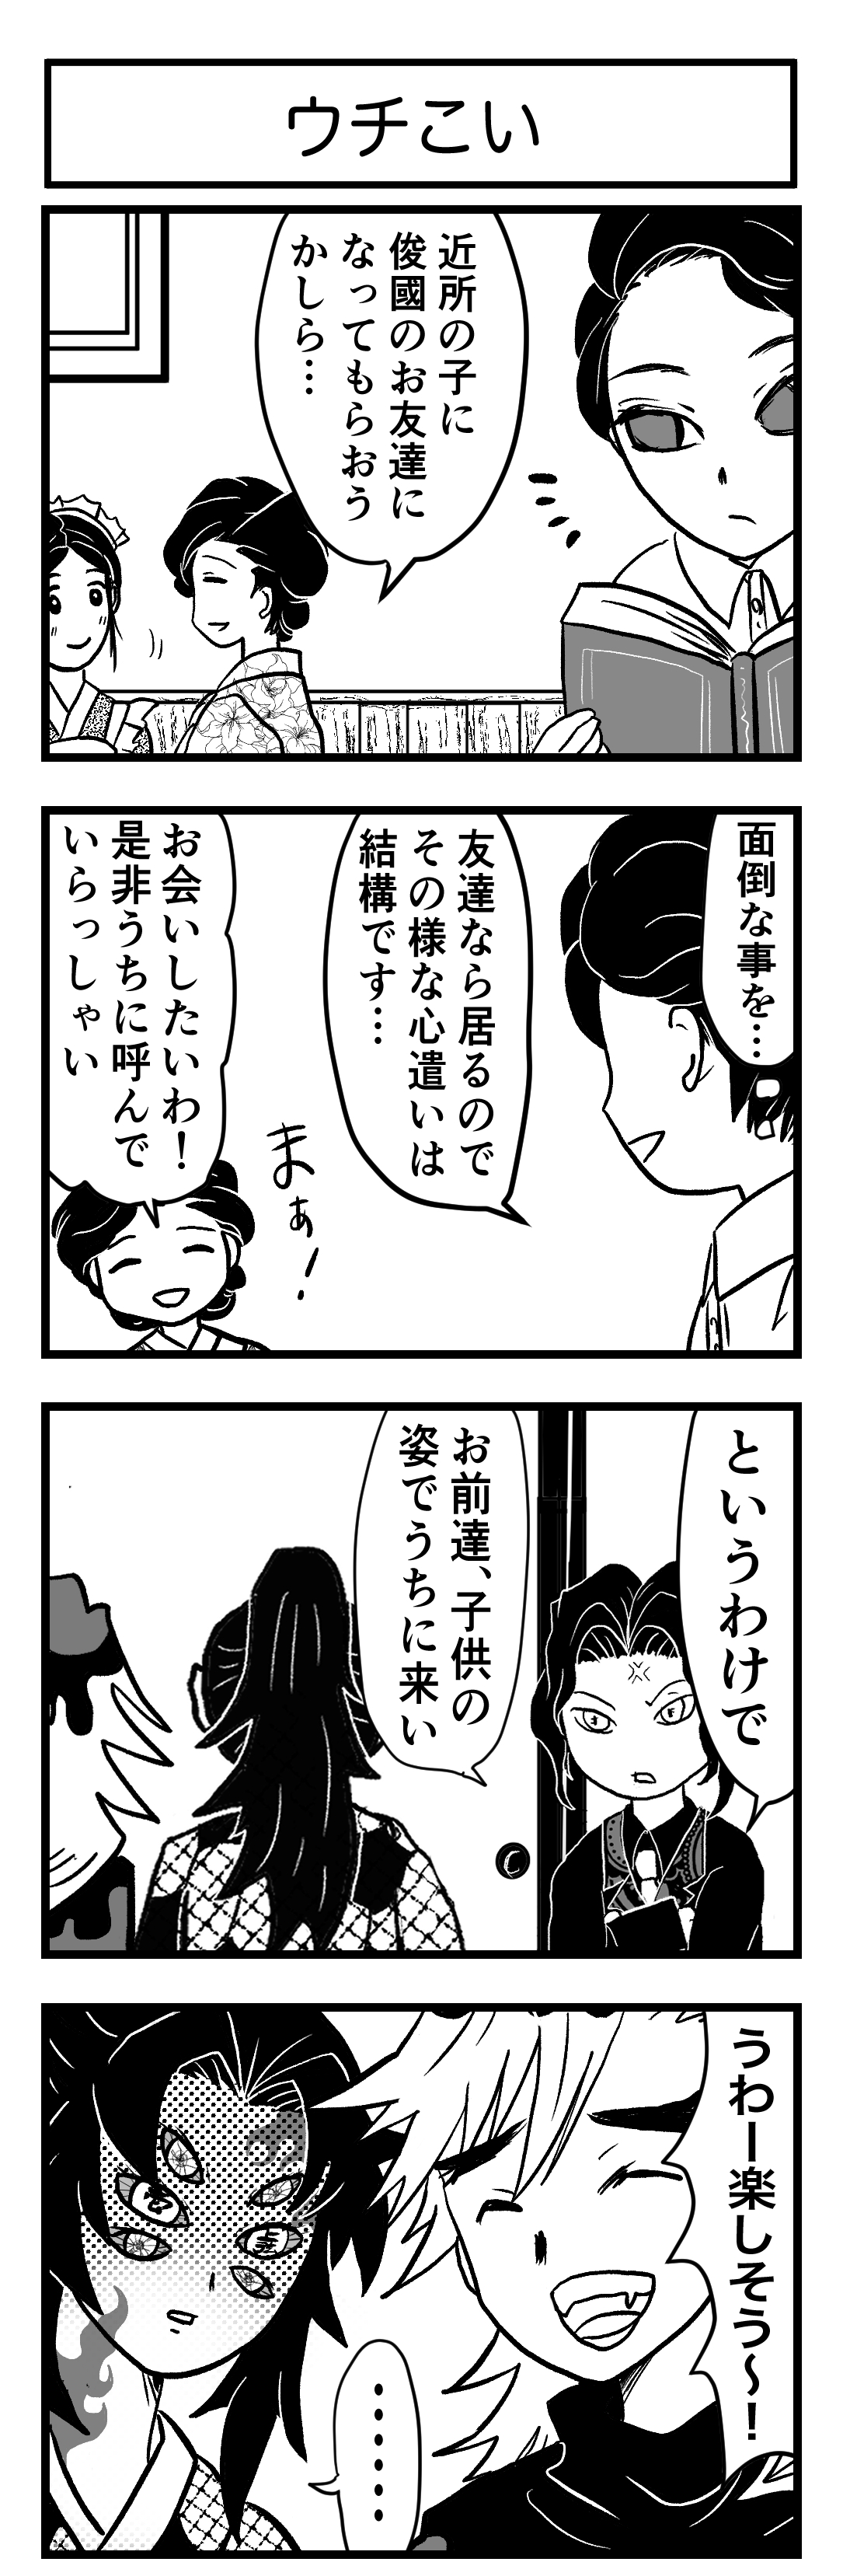 ウチこい
近所の子に
俊國のお友達に
なってもらおう
かしら…
面倒な事を…
友達なら居るので
その様な心遣いは
結構です…
まぁ!
お会いしたいわ!
是非うちに呼んで
いらっしゃい
というわけで
お前達、子供の
姿でうちに来い
うわー楽しそう〜!
上弦
壱
……